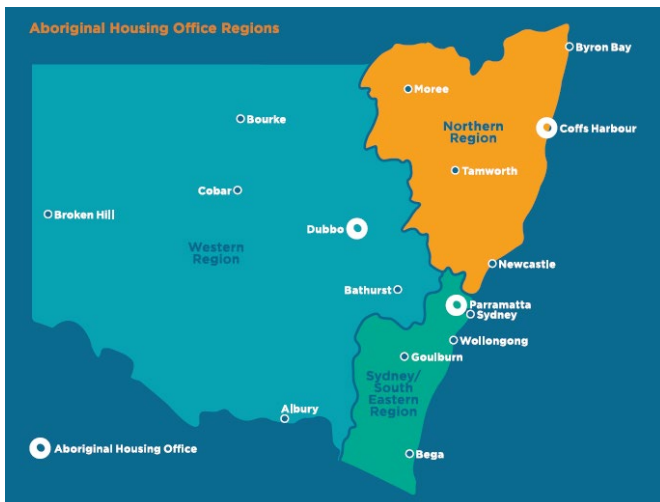 Aboriginal Housing Office Regions
Byron Bay
Moree
Bourke
Northern
Region
Coffs Harbour
Tamworth
Cobar
Broken Hill
Dubbo
Western
Region
Newcastle
Bathurst
Parramatta
Sydney
Wollongong
Goulburn
Sydney/
South
Eastern
Region
Albury
Aboriginal Housing Office
Bega